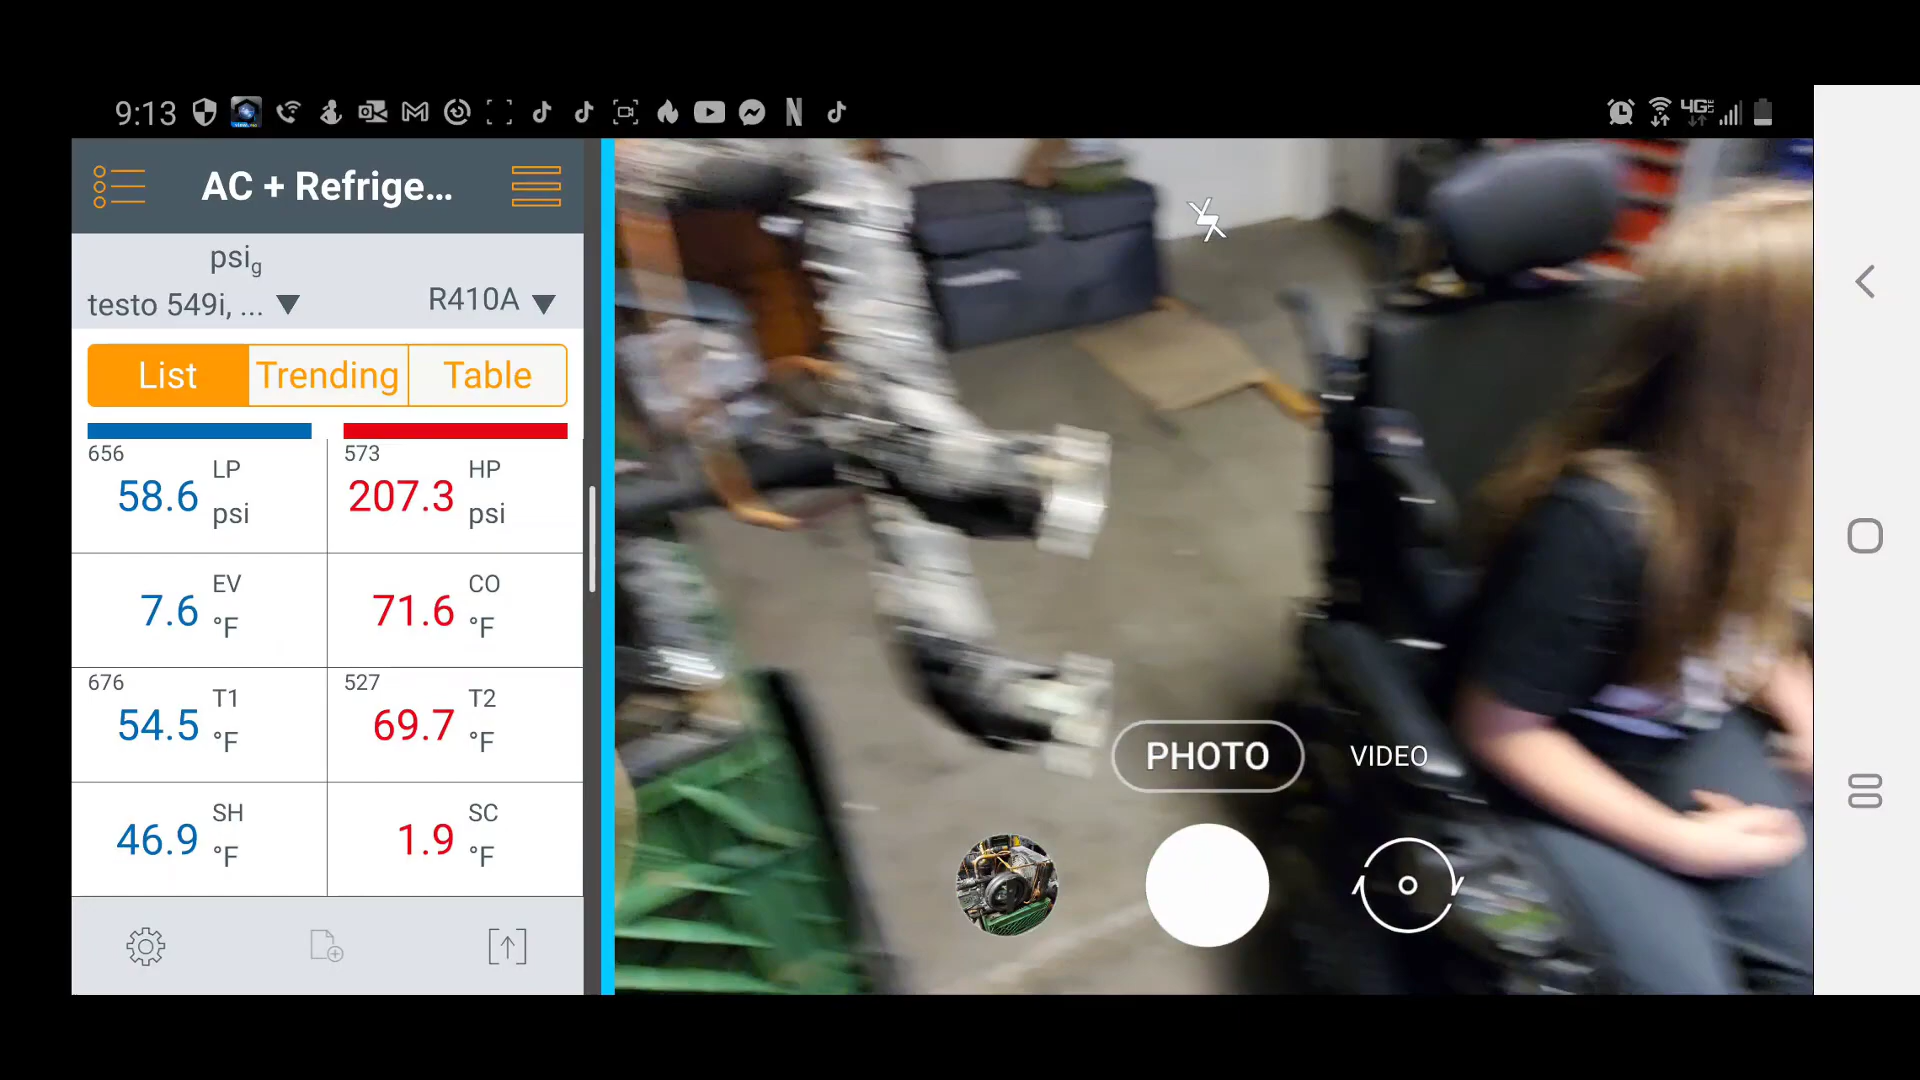 9:13
4G
AC + Refrige...
psig
testo 549i, ...
R410A
List
Trending
Table
656
58.6
LP
psi
573
207.3
HP
psi
7.6
EV
°F
71.6
CO
°F
676
54.5
T1
°F
527
69.7
T2
°F
46.9
SH
°F
1.9
SC
°F
PHOTO
VIDEO